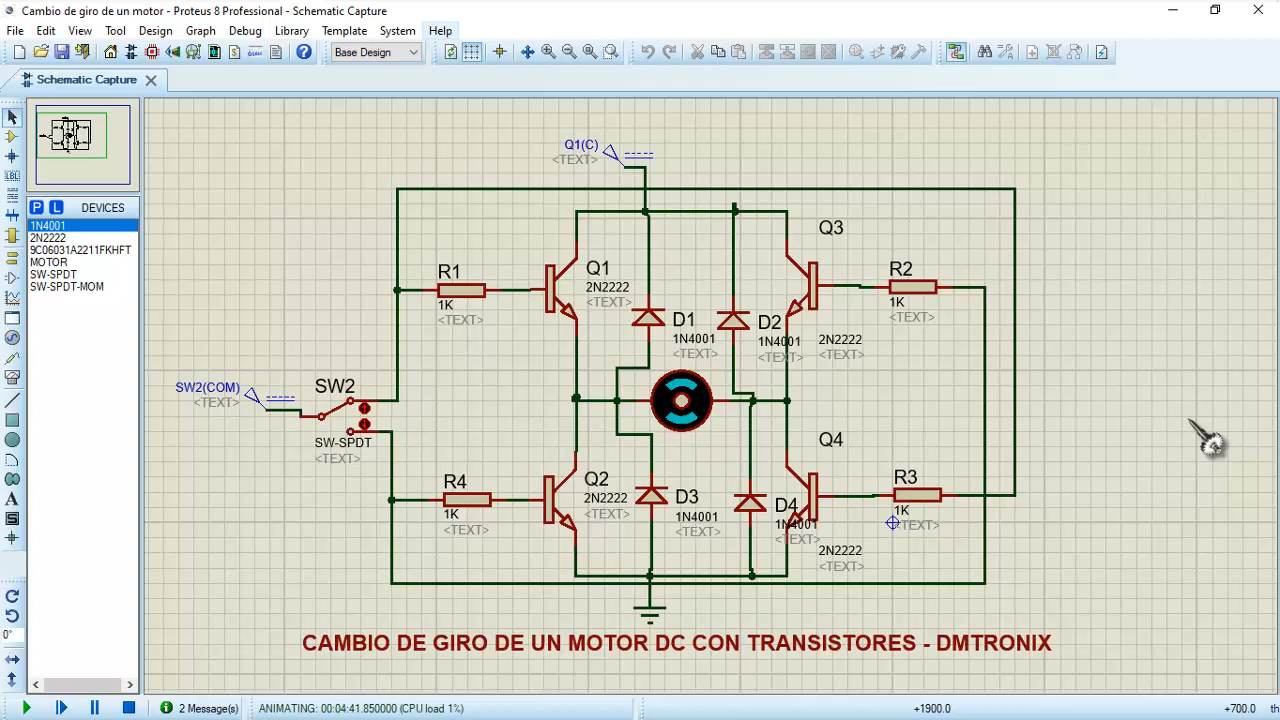 Cambio de giro de un motor - Proteus 8 Professional - Schematic Capture
File Edit View Tool Design Graph Debug Library Template System Help
Base Design
Schematic Capture
P L DEVICES
1N4001
2N2222
9C06031A2211FKHFT
MOTOR
SW-SPDT
SW-SPDT-MOM
LBL
A
0°
Q1(C)
<TEXT>
Q3
2N2222
<TEXT>
Q1
2N2222
<TEXT>
R1
1K
<TEXT>
R2
1K
<TEXT>
D1
1N4001
<TEXT>
D2
1N4001
<TEXT>
SW2(COM)
<TEXT>
SW2
SW-SPDT
<TEXT>
Q4
2N2222
<TEXT>
R4
1K
<TEXT>
Q2
2N2222
<TEXT>
D3
1N4001
<TEXT>
D4
1N4001
<TEXT>
R3
1K
<TEXT>
CAMBIO DE GIRO DE UN MOTOR DC CON TRANSISTORES - DMTRONIX
2 Message(s)
ANIMATING: 00:04:41.850000 (CPU load 1%)
+1900.0
+700.0
th